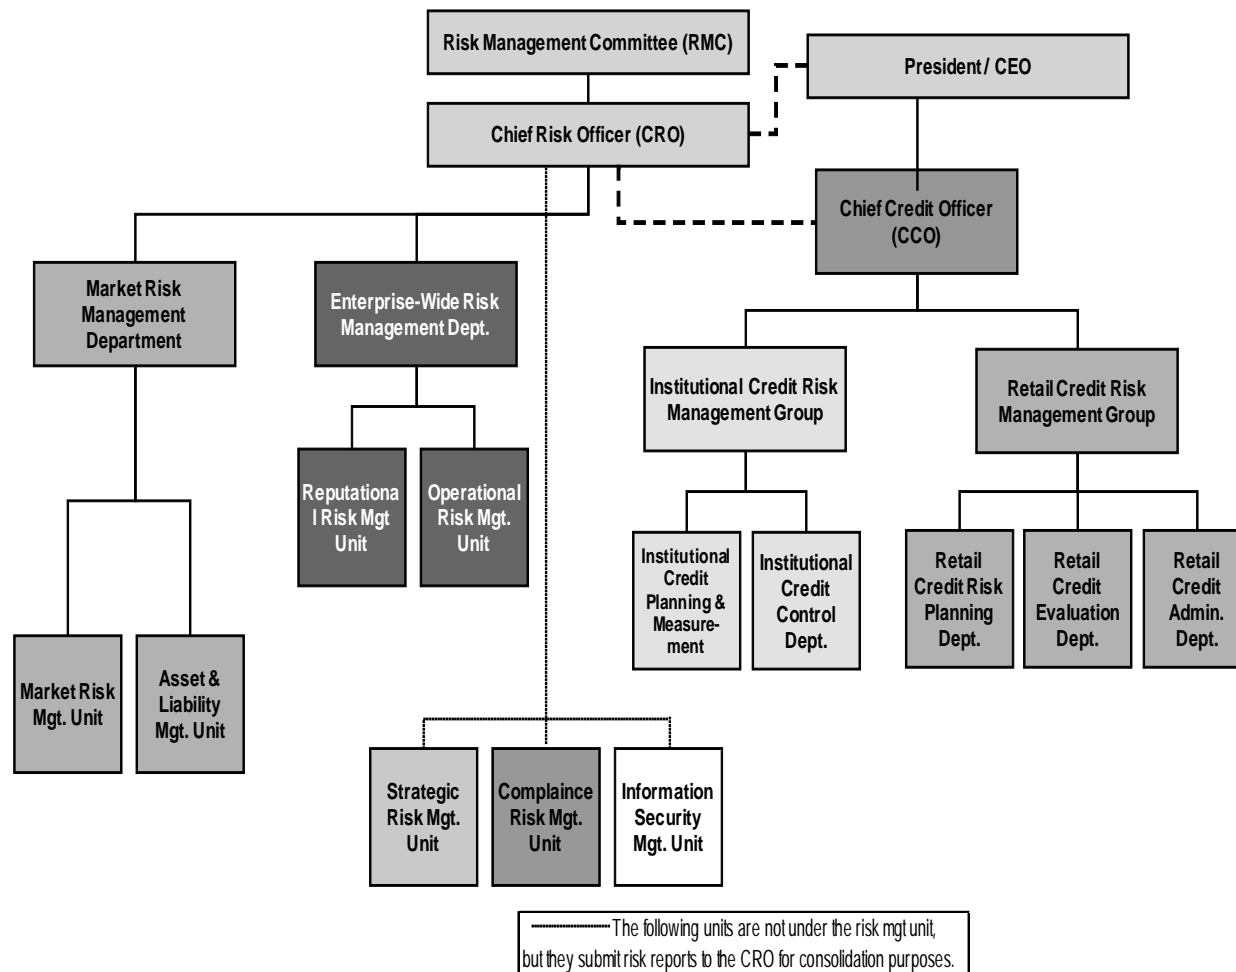 Risk Management Committee (RMC)
President / CEO
Chief Risk Officer (CRO)
Chief Credit Officer
(CCO)
Market Risk
Management
Department
Enterprise-Wide Risk
Management Dept.
Institutional Credit Risk
Management Group
Retail Credit Risk
Management Group
Reputationa
l Risk Mgt
Unit
Operational
Risk Mgt.
Unit
Institutional
Credit
Planning &
Measure-
ment
Institutional
Credit
Control
Dept.
Retail
Credit Risk
Planning
Dept.
Retail
Credit
Evaluation
Dept.
Retail
Credit
Admin.
Dept.
Market Risk
Mgt. Unit
Asset &
Liability
Mgt. Unit
Strategic
Risk Mgt.
Unit
Complaince
Risk Mgt.
Unit
Information
Security
Mgt. Unit
The following units are not under the risk mgt unit,
but they submit risk reports to the CRO for consolidation purposes.